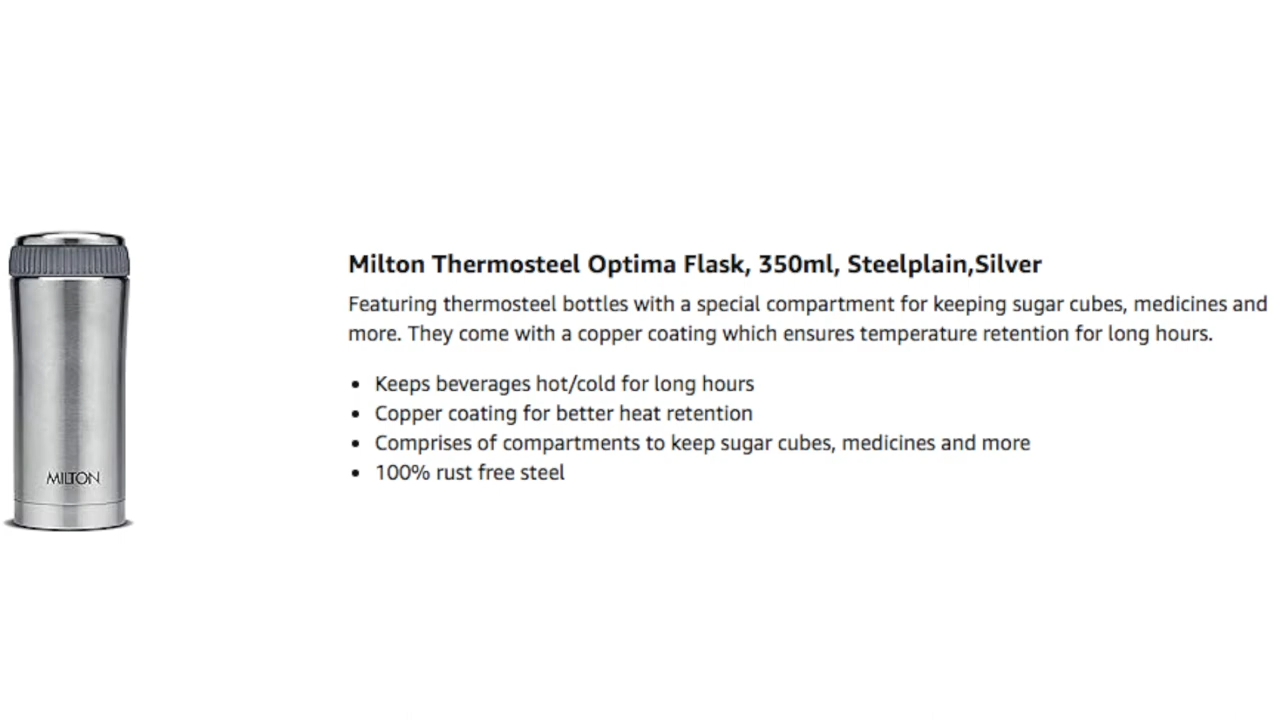 Milton Thermosteel Optima Flask, 350ml, Steelplain,Silver
Featuring thermosteel bottles with a special compartment for keeping sugar cubes, medicines and
more. They come with a copper coating which ensures temperature retention for long hours.
• Keeps beverages hot/cold for long hours
• Copper coating for better heat retention
• Comprises of compartments to keep sugar cubes, medicines and more
• 100% rust free steel
MILTON